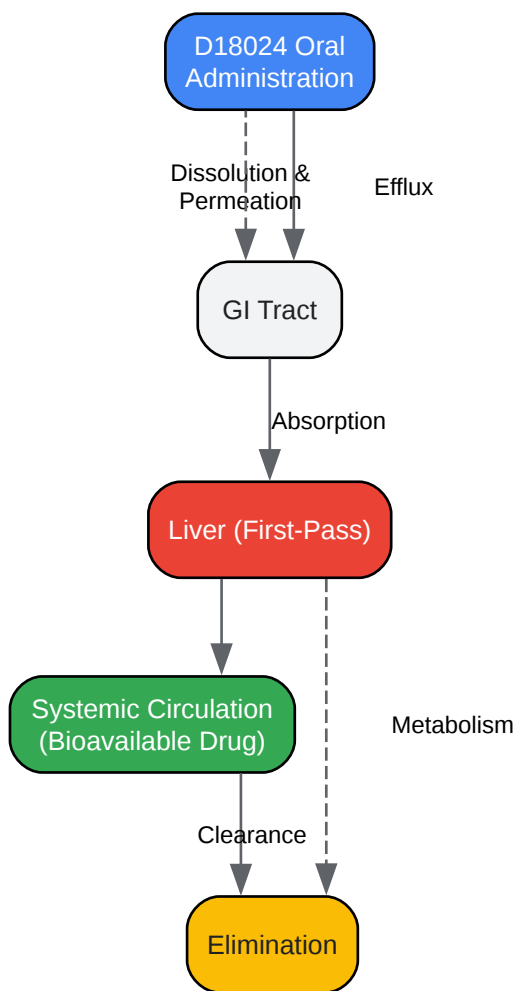 D18024 Oral
Administration
Dissolution &
Permeation
Efflux
GI Tract
Absorption
Liver (First-Pass)
Systemic Circulation
(Bioavailable Drug)
Metabolism
Clearance
Elimination